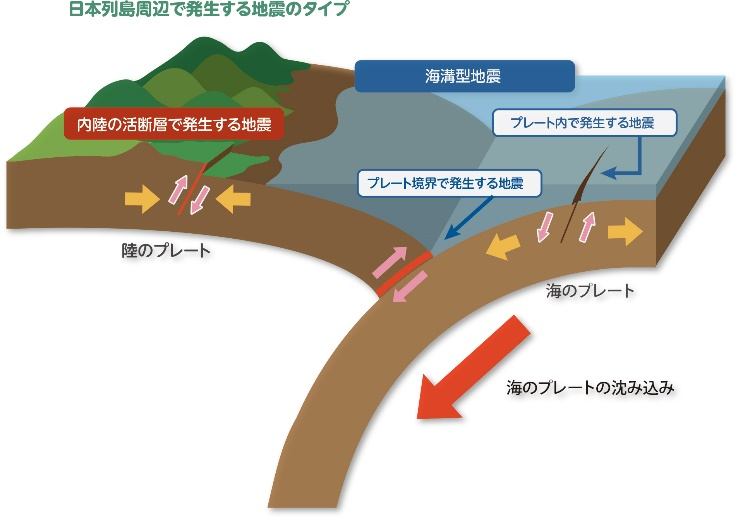 日本列島周辺で発生する地震のタイプ
海溝型地震
内陸の活断層で発生する地震
プレート内で発生する地震
プレート境界で発生する地震
陸のプレート
海のプレート
海のプレートの沈み込み